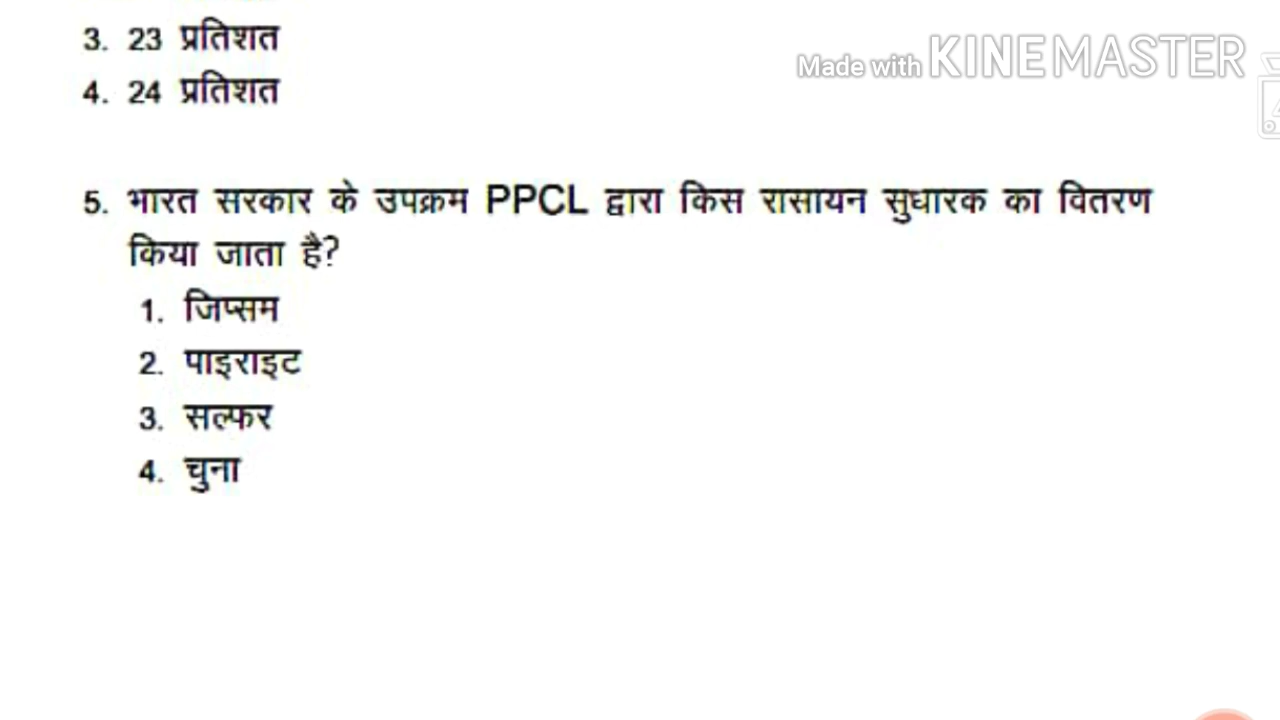 3. 23 प्रतिशत
4. 24 प्रतिशत
Made with KINEMASTER
5. भारत सरकार के उपक्रम PPCL द्वारा किस रासायन सुधारक का वितरण
किया जाता है?
1. जिप्सम
2. पाइराइट
3. सल्फर
4. चुना